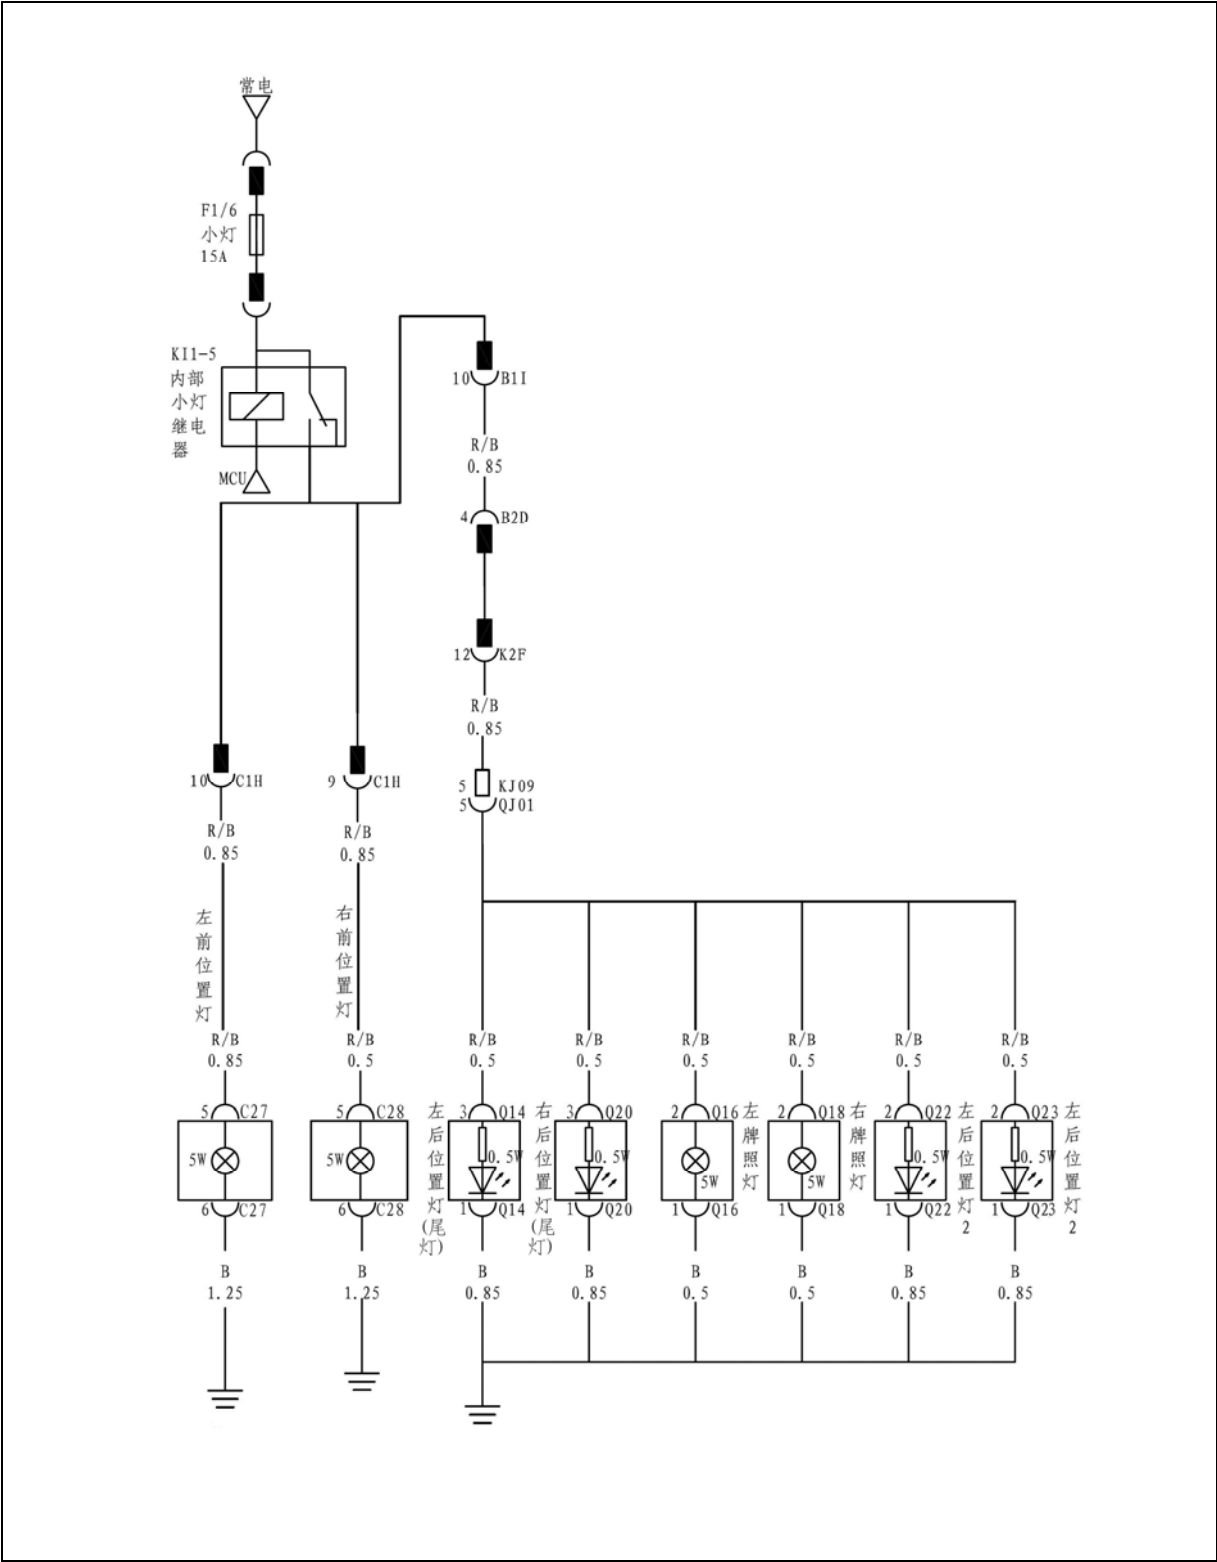 常电
F1/6
小灯
15A
KI1-5
内部
小灯
继电
器
MCU
10 B1I
R/B
0.85
4 B2D
12 K2F
R/B
0.85
5 KJ09
5 QJ01
10 C1H
9 C1H
R/B
0.85
R/B
0.85
左前位置灯
右前位置灯
R/B
0.85
R/B
0.5
R/B
0.5
R/B
0.5
R/B
0.5
R/B
0.5
R/B
0.5
R/B
0.5
5 C27
5W
6 C27
5 C28
5W
6 C28
左后位置灯(尾灯)
3 Q14
0.5W
1 Q14
右后位置灯(尾灯)
3 Q20
0.5W
1 Q20
2 Q16
5W
1 Q16
左牌照灯
2 Q18
5W
1 Q18
右牌照灯
2 Q22
0.5W
1 Q22
左后位置灯2
2 Q23
0.5W
1 Q23
左后位置灯2
B
1.25
B
1.25
B
0.85
B
0.85
B
0.5
B
0.5
B
0.85
B
0.85